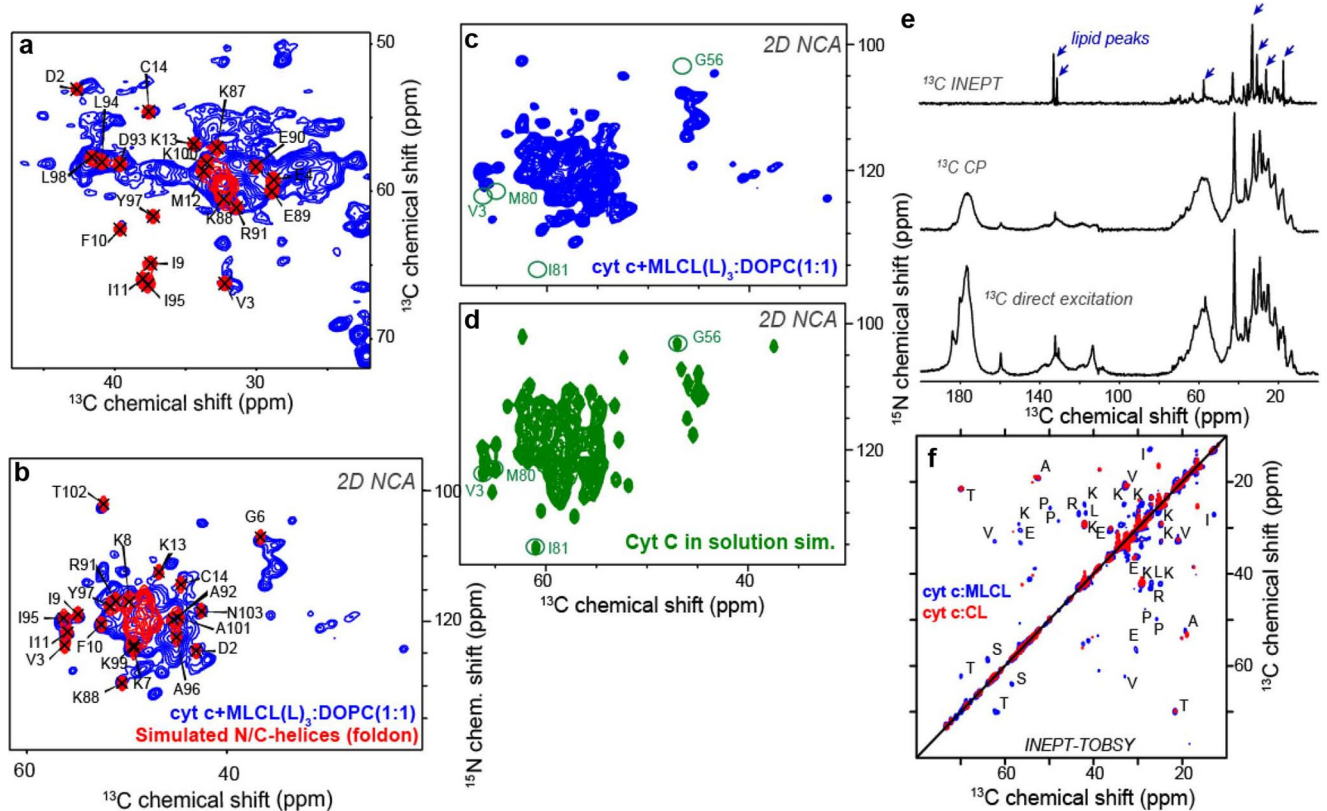 a
50
60
70
D2
C14
L94
K87
K13
D93
K100
E90
E4
L98
Y97
M12
K88
E89
R91
F10
I9
I11
I95
V3
40
30
13C chemical shift (ppm)
13C chemical shift (ppm)
b
2D NCA
T102
100
120
G6
K8
K13
R91
Y97
C14
I9
A92
I95
N103
A101
I11
F10
V3
D2
K99
K7
A96
K88
cyt c+MLCL(L)3:DOPC(1:1)
Simulated N/C-helices (foldon)
60
40
13C chemical shift (ppm)
15N chem. shift (ppm)
c
2D NCA
100
120
G56
V3
M80
I81
cyt c+MLCL(L)3:DOPC(1:1)
d
2D NCA
100
120
G56
V3
M80
I81
Cyt C in solution sim.
60
40
13C chemical shift (ppm)
15N chemical shift (ppm)
e
lipid peaks
13C INEPT
13C CP
13C direct excitation
180
140
100
60
20
13C chemical shift (ppm)
f
I
A
V
T
K
K
K
R
P
K
L
P
K
K
V
E
K
E
K
V
I
E
K
L
K
R
cyt c:MLCL
cyt c:CL
P
P
A
E
S
T
V
S
T
T
INEPT-TOBSY
20
40
60
60
40
20
13C chemical shift (ppm)
13C chemical shift (ppm)